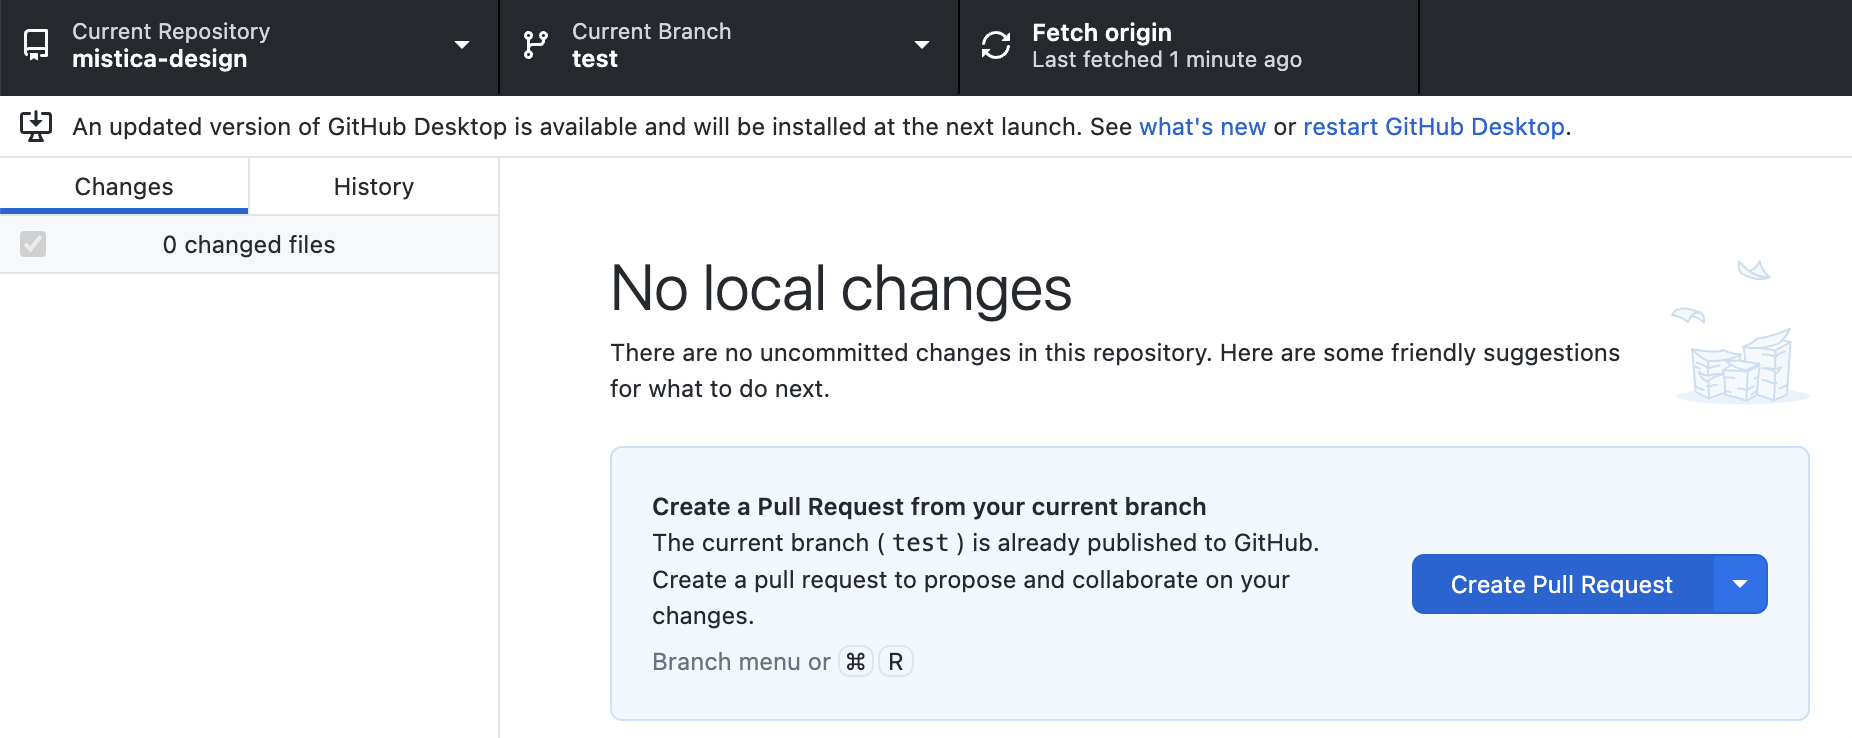 Current Repository
mistica-design
Current Branch
test
Fetch origin
Last fetched 1 minute ago
An updated version of GitHub Desktop is available and will be installed at the next launch. See what's new or restart GitHub Desktop.
Changes
History
0 changed files
No local changes
There are no uncommitted changes in this repository. Here are some friendly suggestions
for what to do next.
Create a Pull Request from your current branch
The current branch ( test ) is already published to GitHub.
Create a pull request to propose and collaborate on your
changes.
Branch menu or ⌘ R
Create Pull Request